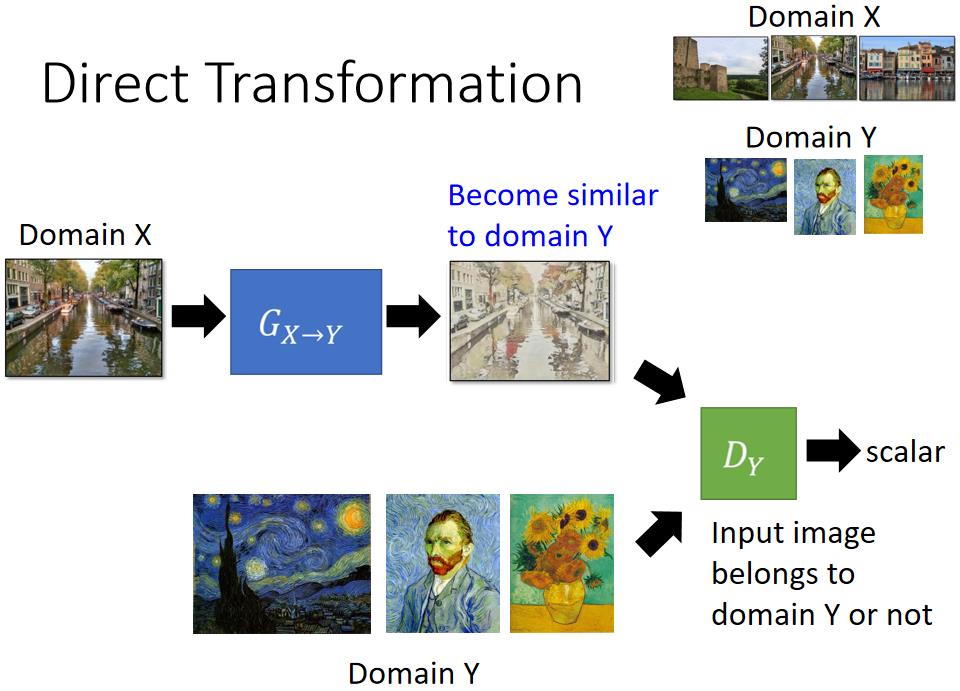 Direct Transformation
Domain X
Domain Y
Domain X
Become similar
to domain Y
G_{X→Y}
D_Y
scalar
Input image
belongs to
domain Y or not
Domain Y